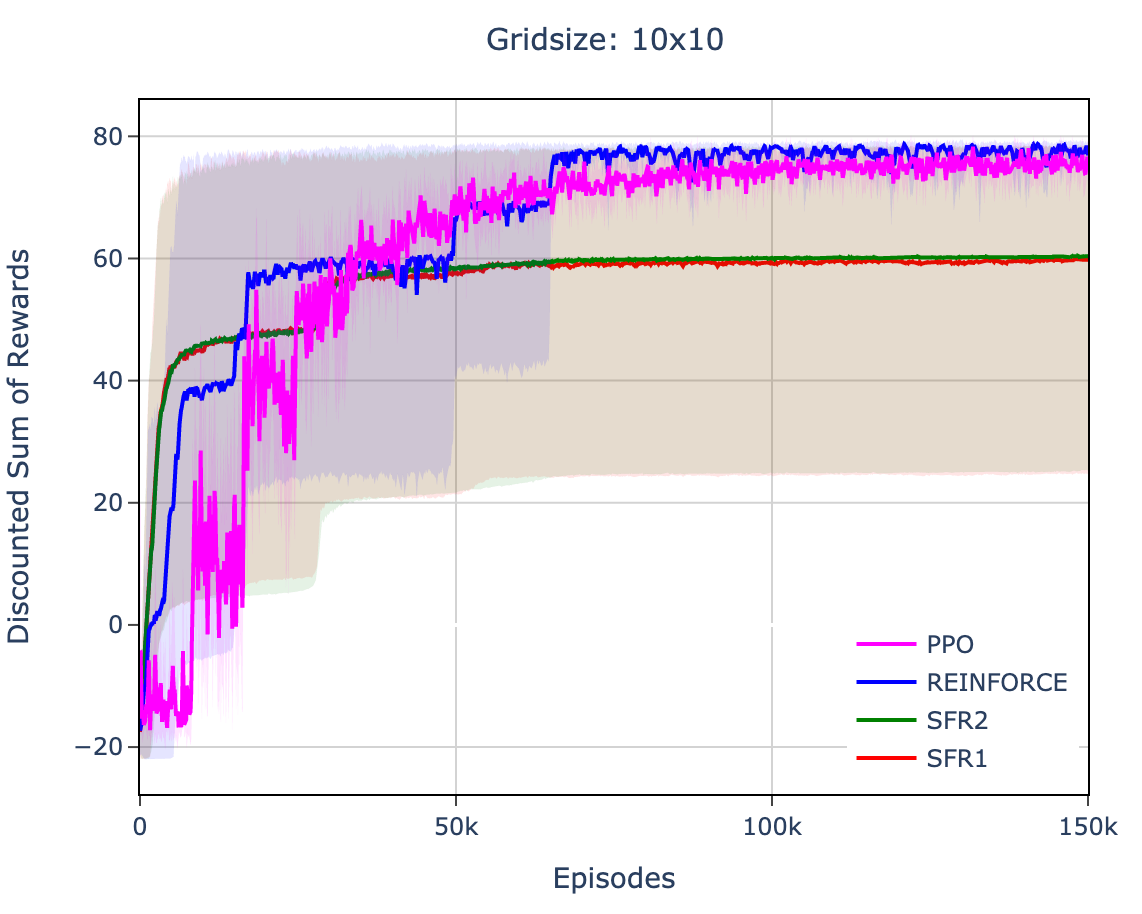 Gridsize: 10x10
Discounted Sum of Rewards
80
60
40
20
0
−20
PPO
REINFORCE
SFR2
SFR1
0
50k
100k
150k
Episodes